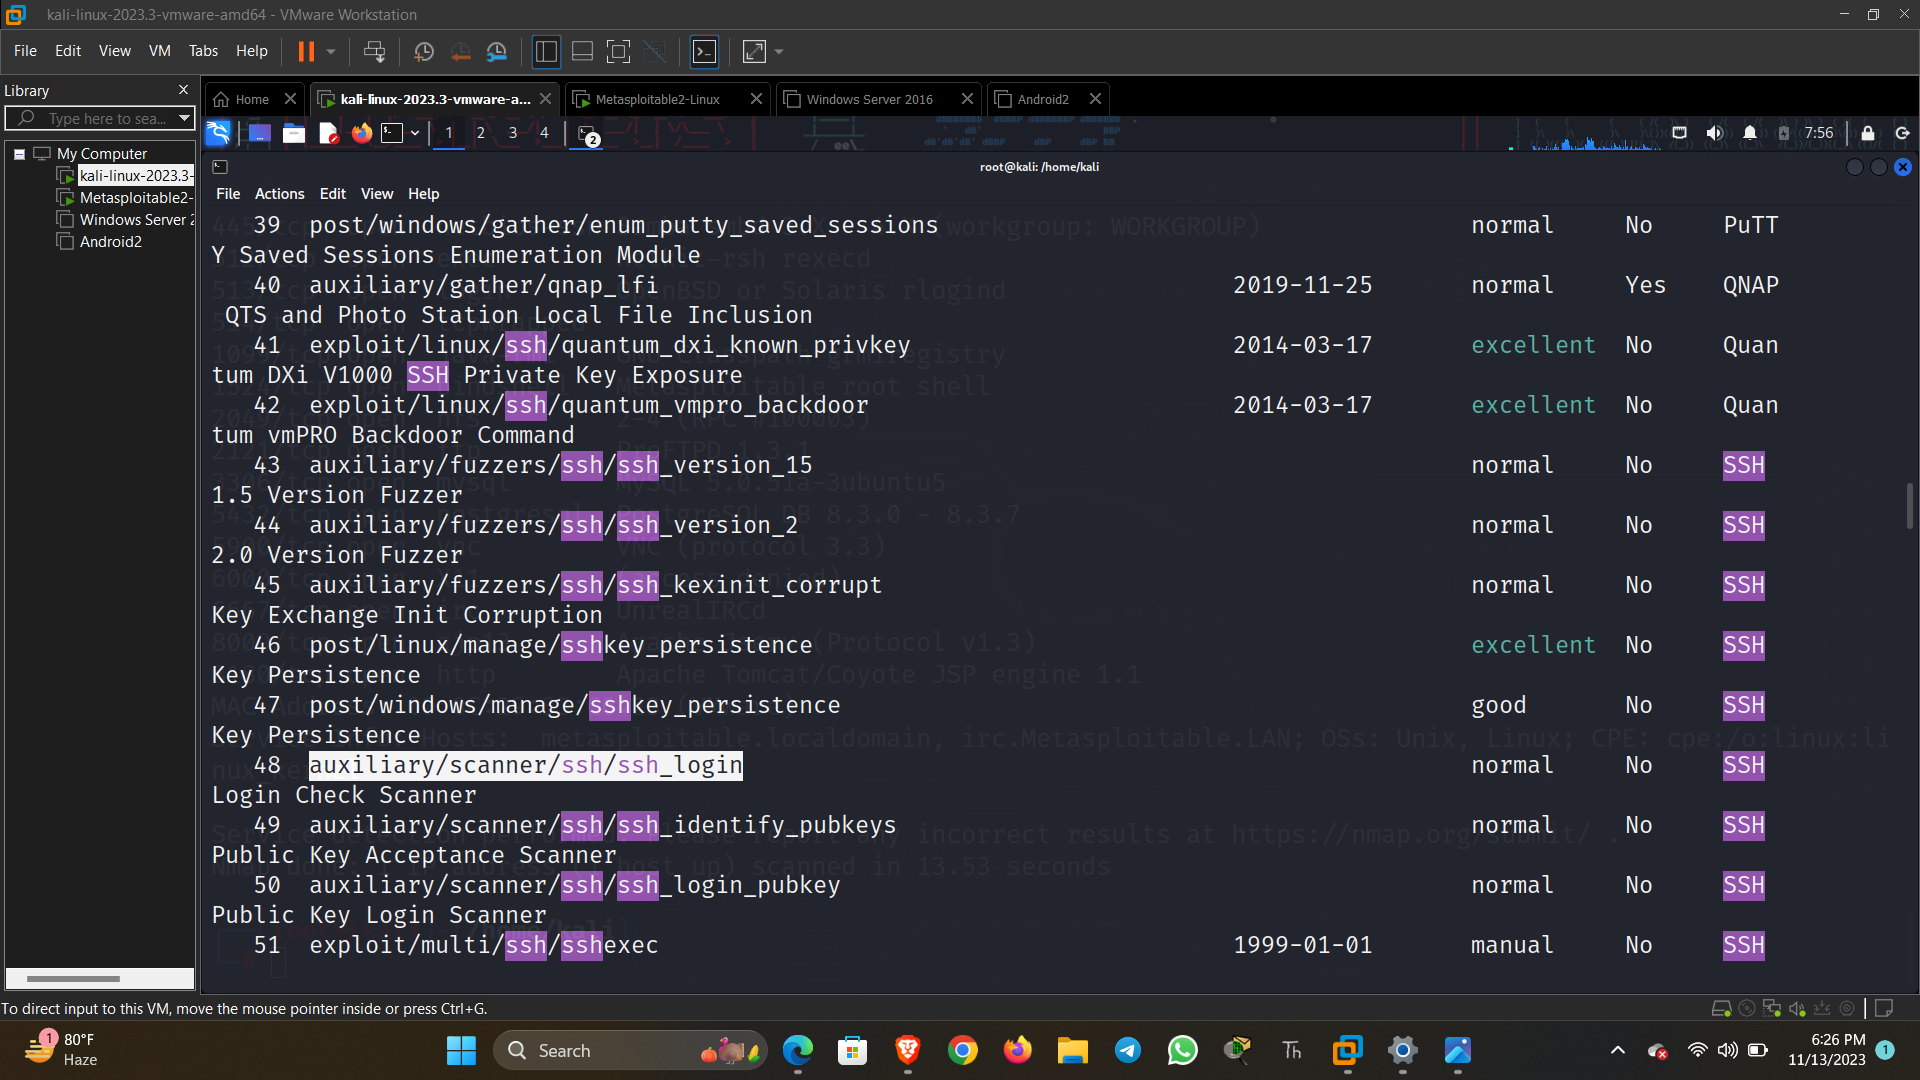 kali-linux-2023.3-vmware-amd64 - VMware Workstation
File Edit View VM Tabs Help
Library
Home kali-linux-2023.3-vmware-a... Metasploitable2-Linux Windows Server 2016 Android2
Type here to sea...
1 2 3 4 2 7:56
My Computer
kali-linux-2023.3-
Metasploitable2-
Windows Server 2
Android2
root@kali: /home/kali
File Actions Edit View Help
39 post/windows/gather/enum_putty_saved_sessions normal No PuTT
Y Saved Sessions Enumeration Module
40 auxiliary/gather/qnap_lfi 2019-11-25 normal Yes QNAP
QTS and Photo Station Local File Inclusion
41 exploit/linux/ssh/quantum_dxi_known_privkey 2014-03-17 excellent No Quan
tum DXi V1000 SSH Private Key Exposure
42 exploit/linux/ssh/quantum_vmpro_backdoor 2014-03-17 excellent No Quan
tum vmPRO Backdoor Command
43 auxiliary/fuzzers/ssh/ssh_version_15 normal No SSH
1.5 Version Fuzzer
44 auxiliary/fuzzers/ssh/ssh_version_2 normal No SSH
2.0 Version Fuzzer
45 auxiliary/fuzzers/ssh/ssh_kexinit_corrupt normal No SSH
Key Exchange Init Corruption
46 post/linux/manage/sshkey_persistence excellent No SSH
Key Persistence
47 post/windows/manage/sshkey_persistence good No SSH
Key Persistence
48 auxiliary/scanner/ssh/ssh_login normal No SSH
Login Check Scanner
49 auxiliary/scanner/ssh/ssh_identify_pubkeys normal No SSH
Public Key Acceptance Scanner
50 auxiliary/scanner/ssh/ssh_login_pubkey normal No SSH
Public Key Login Scanner
51 exploit/multi/ssh/sshexec 1999-01-01 manual No SSH
To direct input to this VM, move the mouse pointer inside or press Ctrl+G.
1 80°F
Haze
Search
Th
6:26 PM
11/13/2023 1